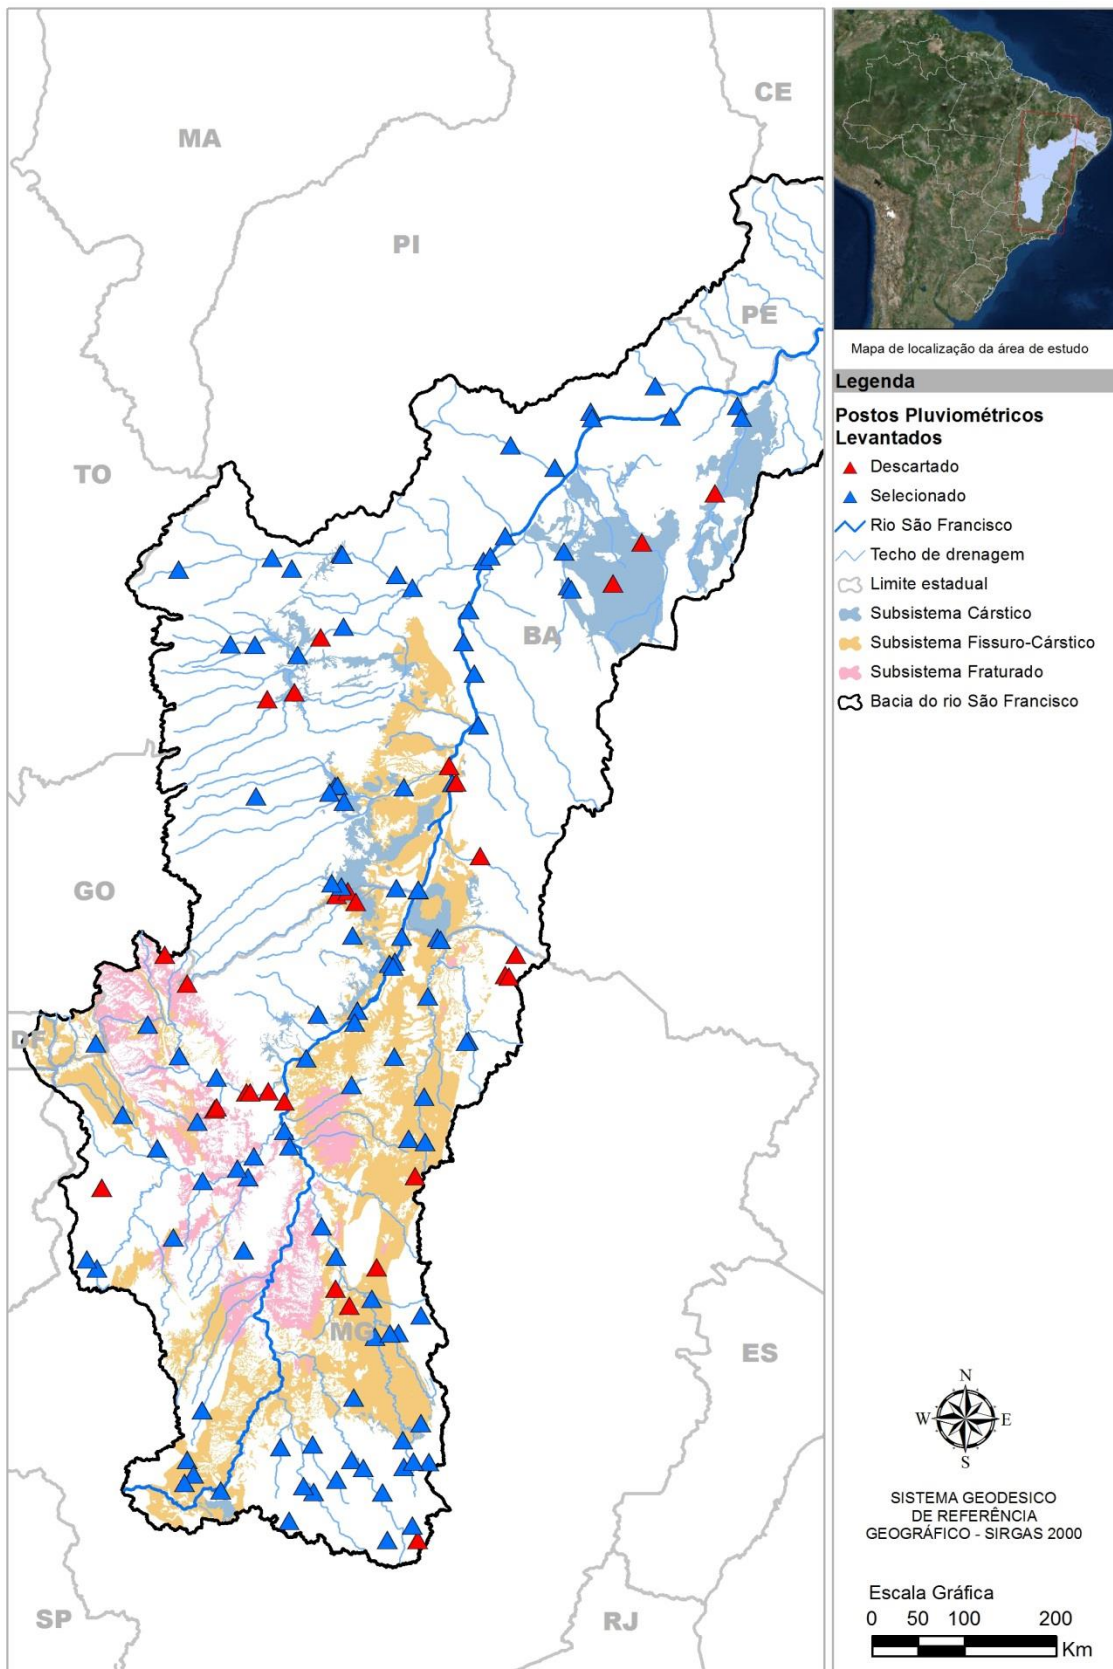 MA
CE
PI
PE
TO
BA
GO
DF
MG
ES
SP
RJ
Mapa de localização da área de estudo
Legenda
Postos Pluviométricos
Levantados
Descartado
Selecionado
Rio São Francisco
Techo de drenagem
Limite estadual
Subsistema Cárstico
Subsistema Fissuro-Cárstico
Subsistema Fraturado
Bacia do rio São Francisco
N
W E
S
SISTEMA GEODESICO
DE REFERÊNCIA
GEOGRÁFICO - SIRGAS 2000
Escala Gráfica
0 50 100 200
Km